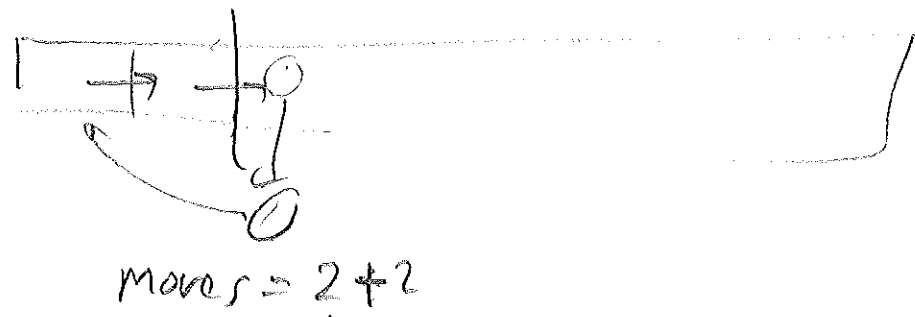 moves = 2 + 2